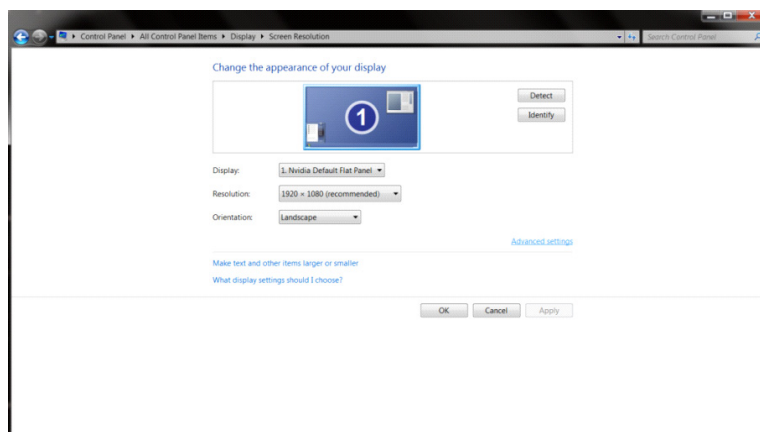 Control Panel ▸ All Control Panel Items ▸ Display ▸ Screen Resolution
Search Control Panel
Change the appearance of your display
1
Detect
Identify
Display: 1. Nvidia Default Flat Panel
Resolution: 1920 × 1080 (recommended)
Orientation: Landscape
Advanced settings
Make text and other items larger or smaller
What display settings should I choose?
OK Cancel Apply